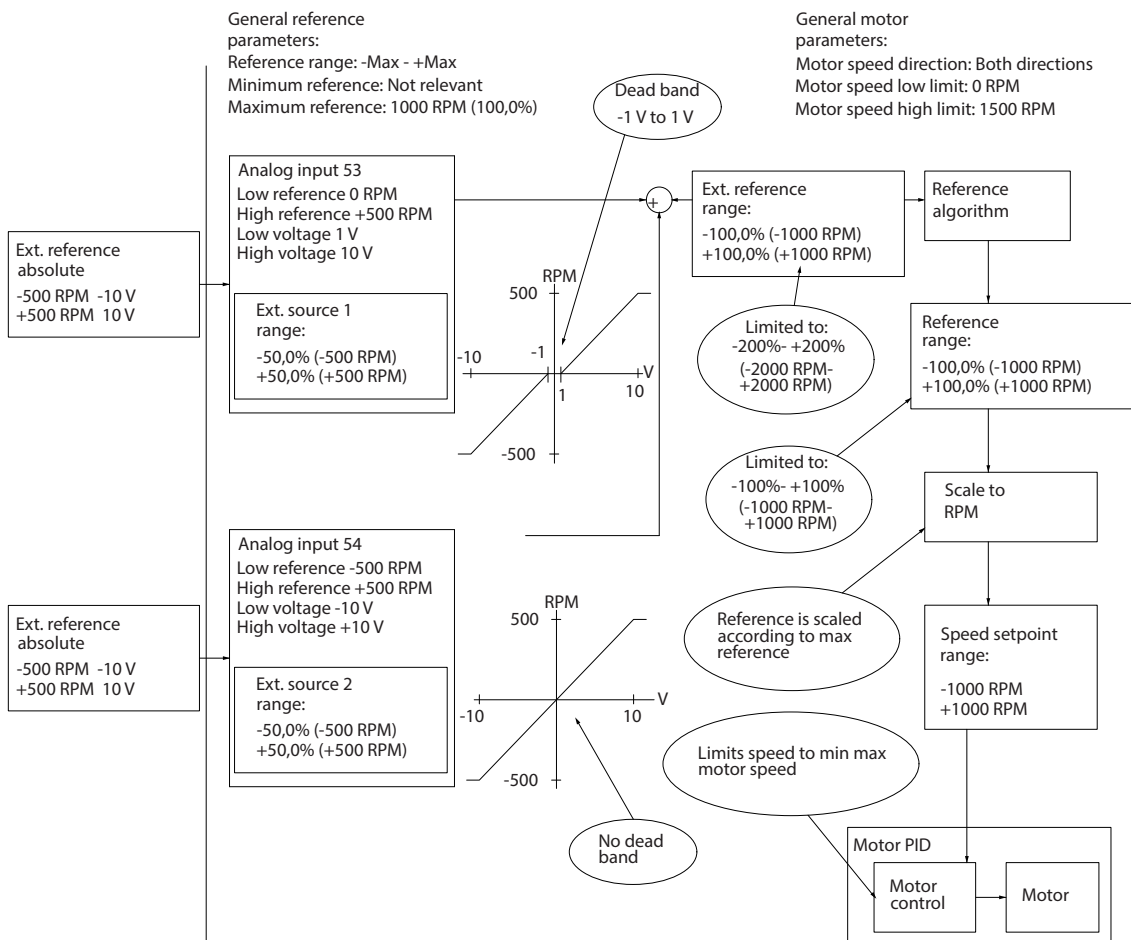 General reference
parameters:
Reference range: -Max - +Max
Minimum reference: Not relevant
Maximum reference: 1000 RPM (100,0%)
General motor
parameters:
Motor speed direction: Both directions
Motor speed low limit: 0 RPM
Motor speed high limit: 1500 RPM
Dead band
-1 V to 1 V
Ext. reference
absolute
-500 RPM -10 V
+500 RPM 10 V
Analog input 53
Low reference 0 RPM
High reference +500 RPM
Low voltage 1 V
High voltage 10 V
Ext. source 1
range:
-50,0% (-500 RPM)
+50,0% (+500 RPM)
RPM
500
-10
-1
V
1
10
-500
+
Ext. reference
range:
-100,0% (-1000 RPM)
+100,0% (+1000 RPM)
Reference
algorithm
Limited to:
-200%- +200%
(-2000 RPM-
+2000 RPM)
Reference
range:
-100,0% (-1000 RPM)
+100,0% (+1000 RPM)
Limited to:
-100%- +100%
(-1000 RPM-
+1000 RPM)
Scale to
RPM
Ext. reference
absolute
-500 RPM -10 V
+500 RPM 10 V
Analog input 54
Low reference -500 RPM
High reference +500 RPM
Low voltage -10 V
High voltage +10 V
Ext. source 2
range:
-50,0% (-500 RPM)
+50,0% (+500 RPM)
RPM
500
V
-10
10
-500
No dead
band
Reference is scaled
according to max
reference
Speed setpoint
range:
-1000 RPM
+1000 RPM
Limits speed to min max
motor speed
Motor PID
Motor
control
Motor